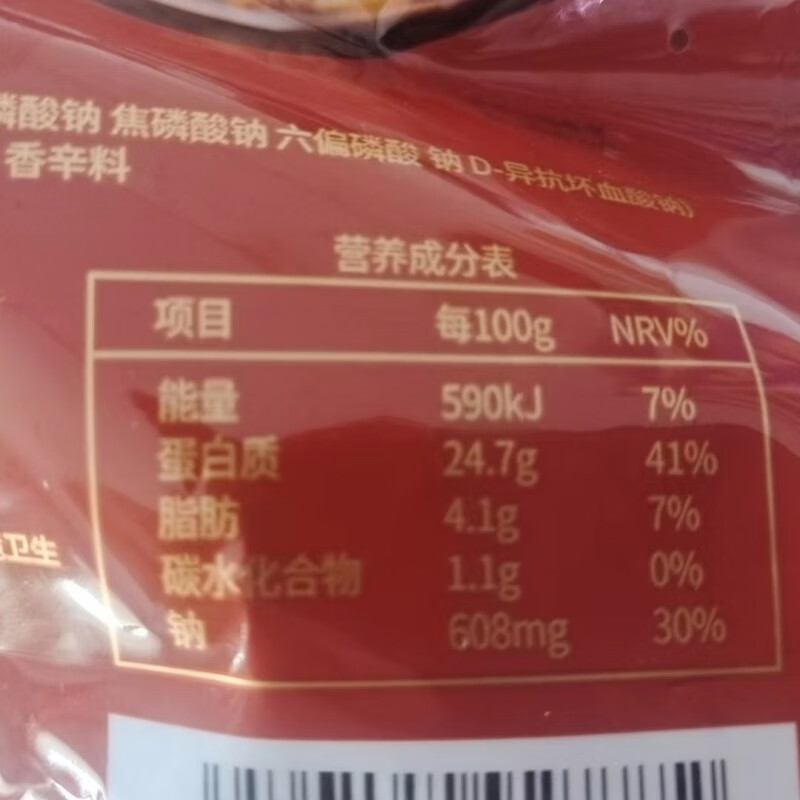 磷酸钠 焦磷酸钠 六偏磷酸 钠 D-异抗坏血酸钠)
香辛料
营养成分表
项目 每100g NRV%
能量 590kJ 7%
蛋白质 24.7g 41%
脂肪 4.1g 7%
碳水化合物 1.1g 0%
卫生
钠 608mg 30%